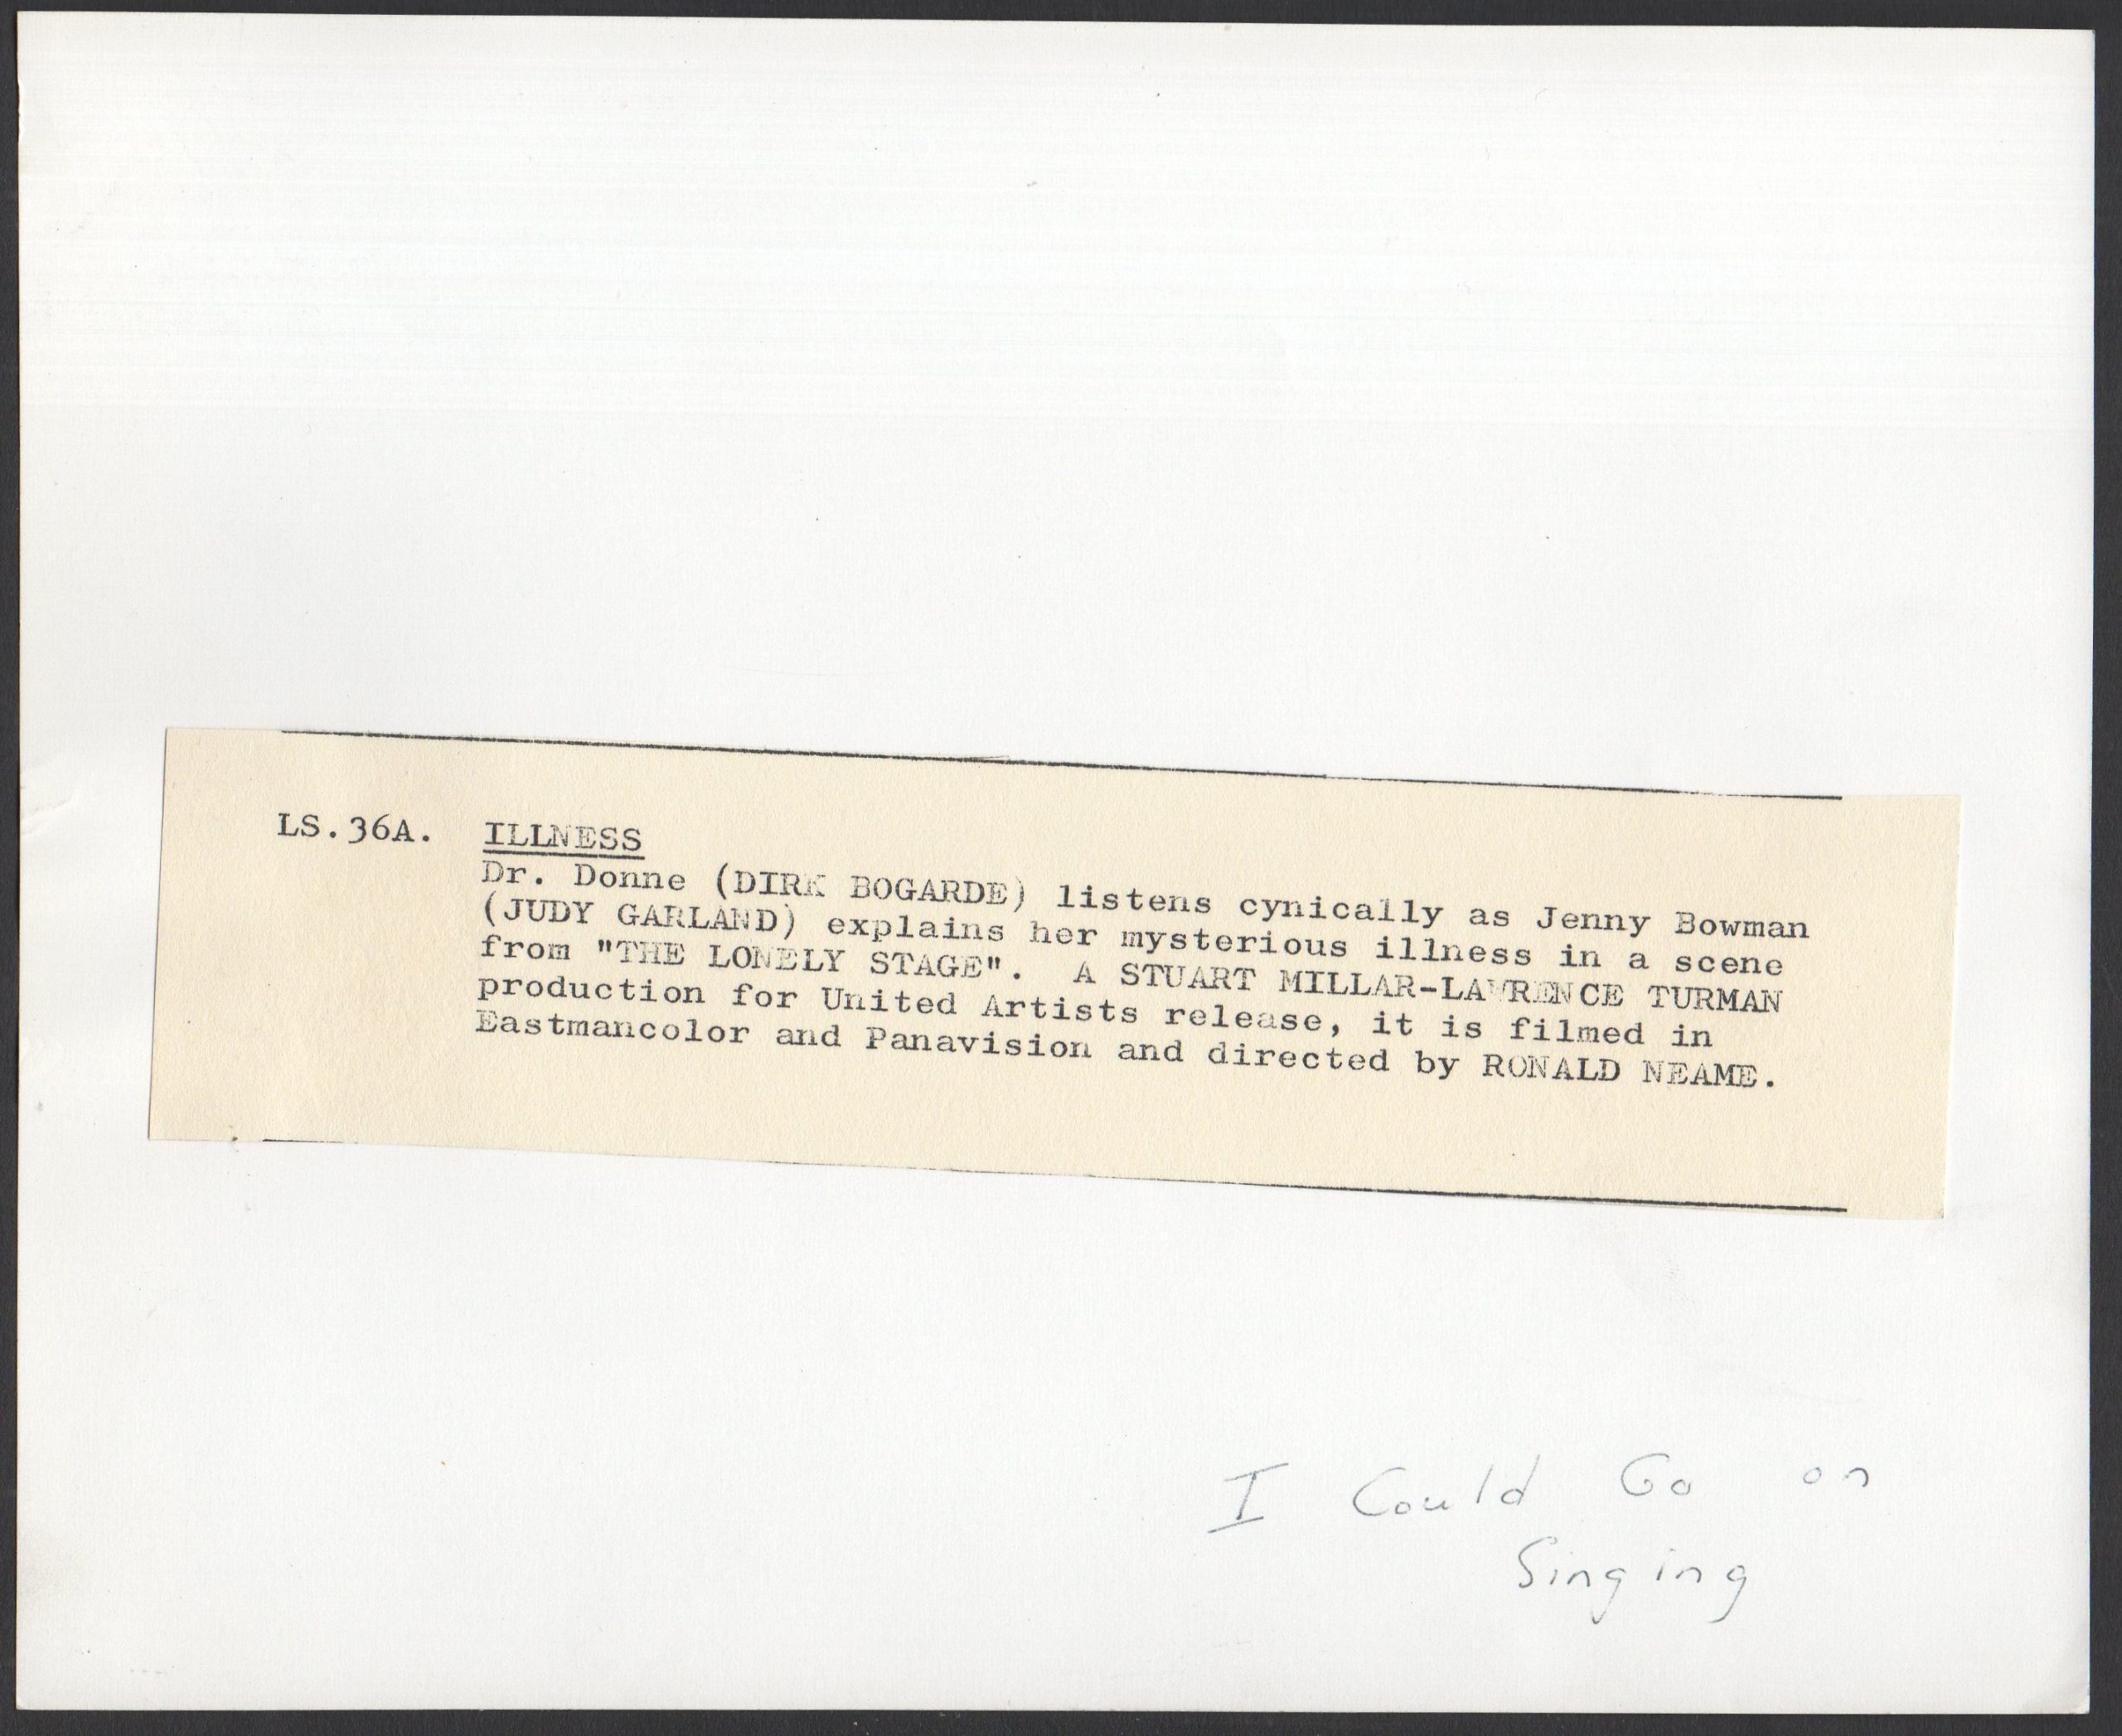 LS.36A. ILLNESS
Dr. Donne (DIRK BOGARDE) listens cynically as Jenny Bowman
(JUDY GARLAND) explains her mysterious illness in a scene
from "THE LONELY STAGE". A STUART MILLAR-LAWRENCE TURMAN
production for United Artists release, it is filmed in
Eastmancolor and Panavision and directed by RONALD NEAME.
I Could Go on
Singing